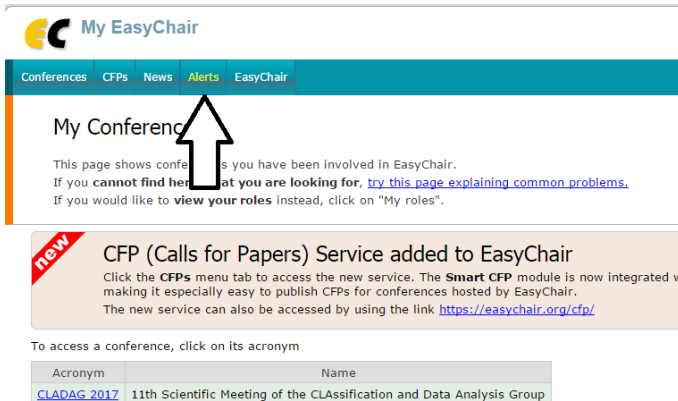 EC My EasyChair
Conferences CFPs News Alerts EasyChair
My Conferenc
This page shows conf s you have been involved in EasyChair.
If you cannot find her at you are looking for, try this page explaining common problems.
If you would like to view your roles instead, click on "My roles".
new
CFP (Calls for Papers) Service added to EasyChair
Click the CFPs menu tab to access the new service. The Smart CFP module is now integrated w
making it especially easy to publish CFPs for conferences hosted by EasyChair.
The new service can also be accessed by using the link https://easychair.org/cfp/
To access a conference, click on its acronym
Acronym Name
CLADAG 2017 11th Scientific Meeting of the CLAssification and Data Analysis Group